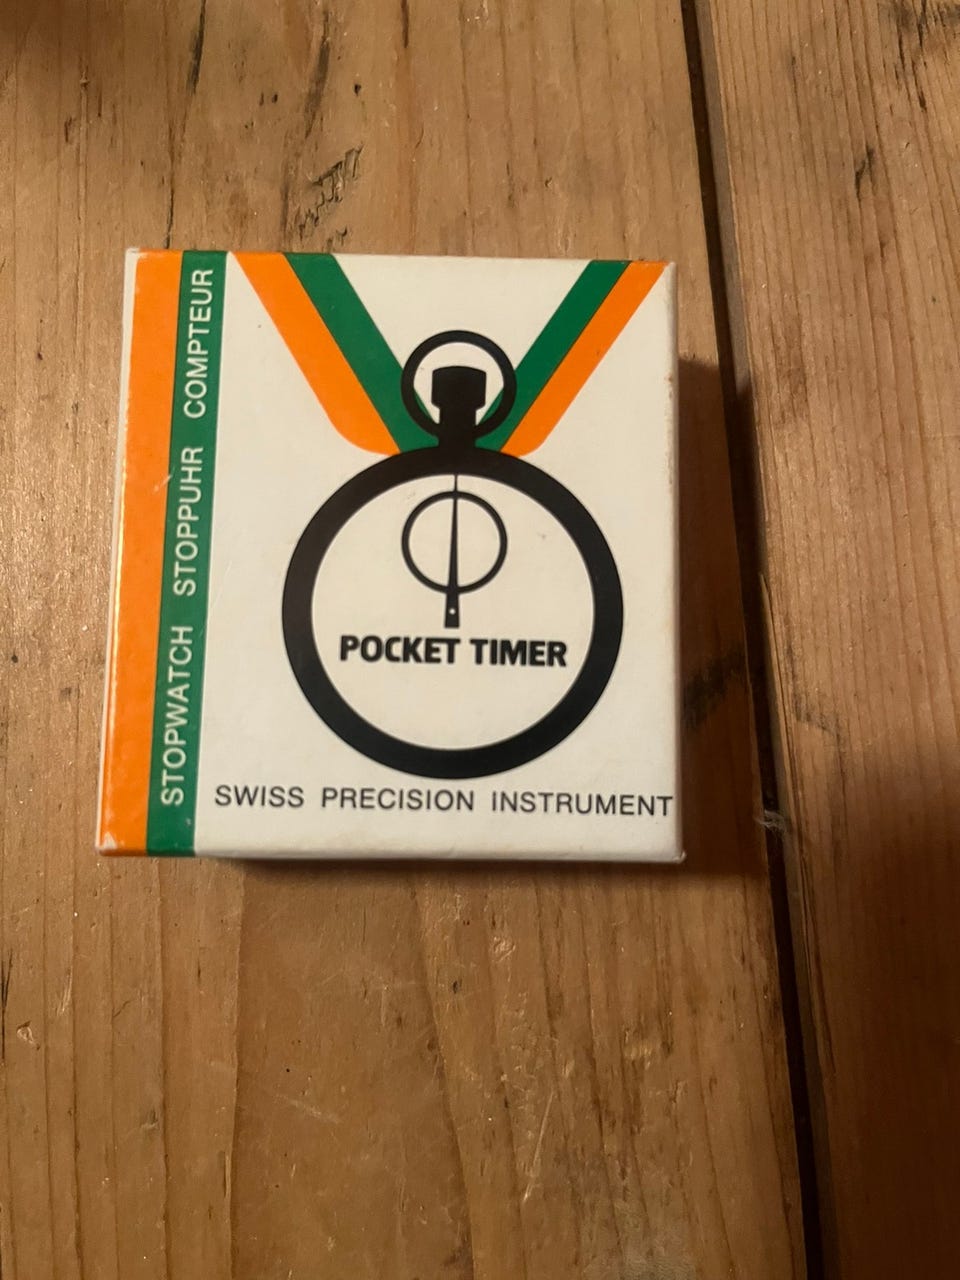 STOPWATCH STOPPUHR COMPTEUR
POCKET TIMER
SWISS PRECISION INSTRUMENT